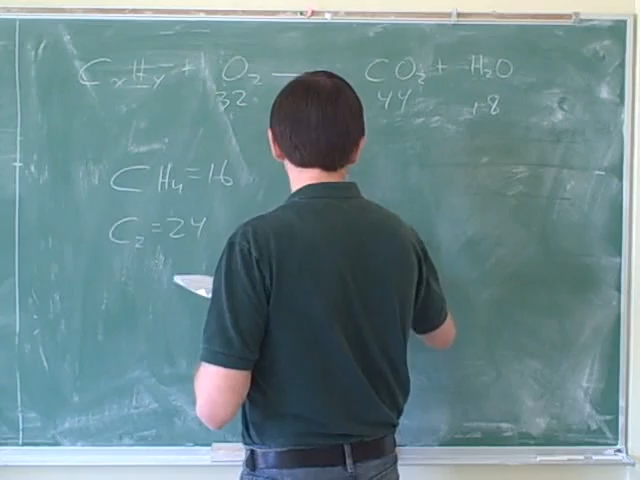 CxHy + O₂ — CO₂ + H₂O
32 44 18
CH₄ = 16
C₂ = 24